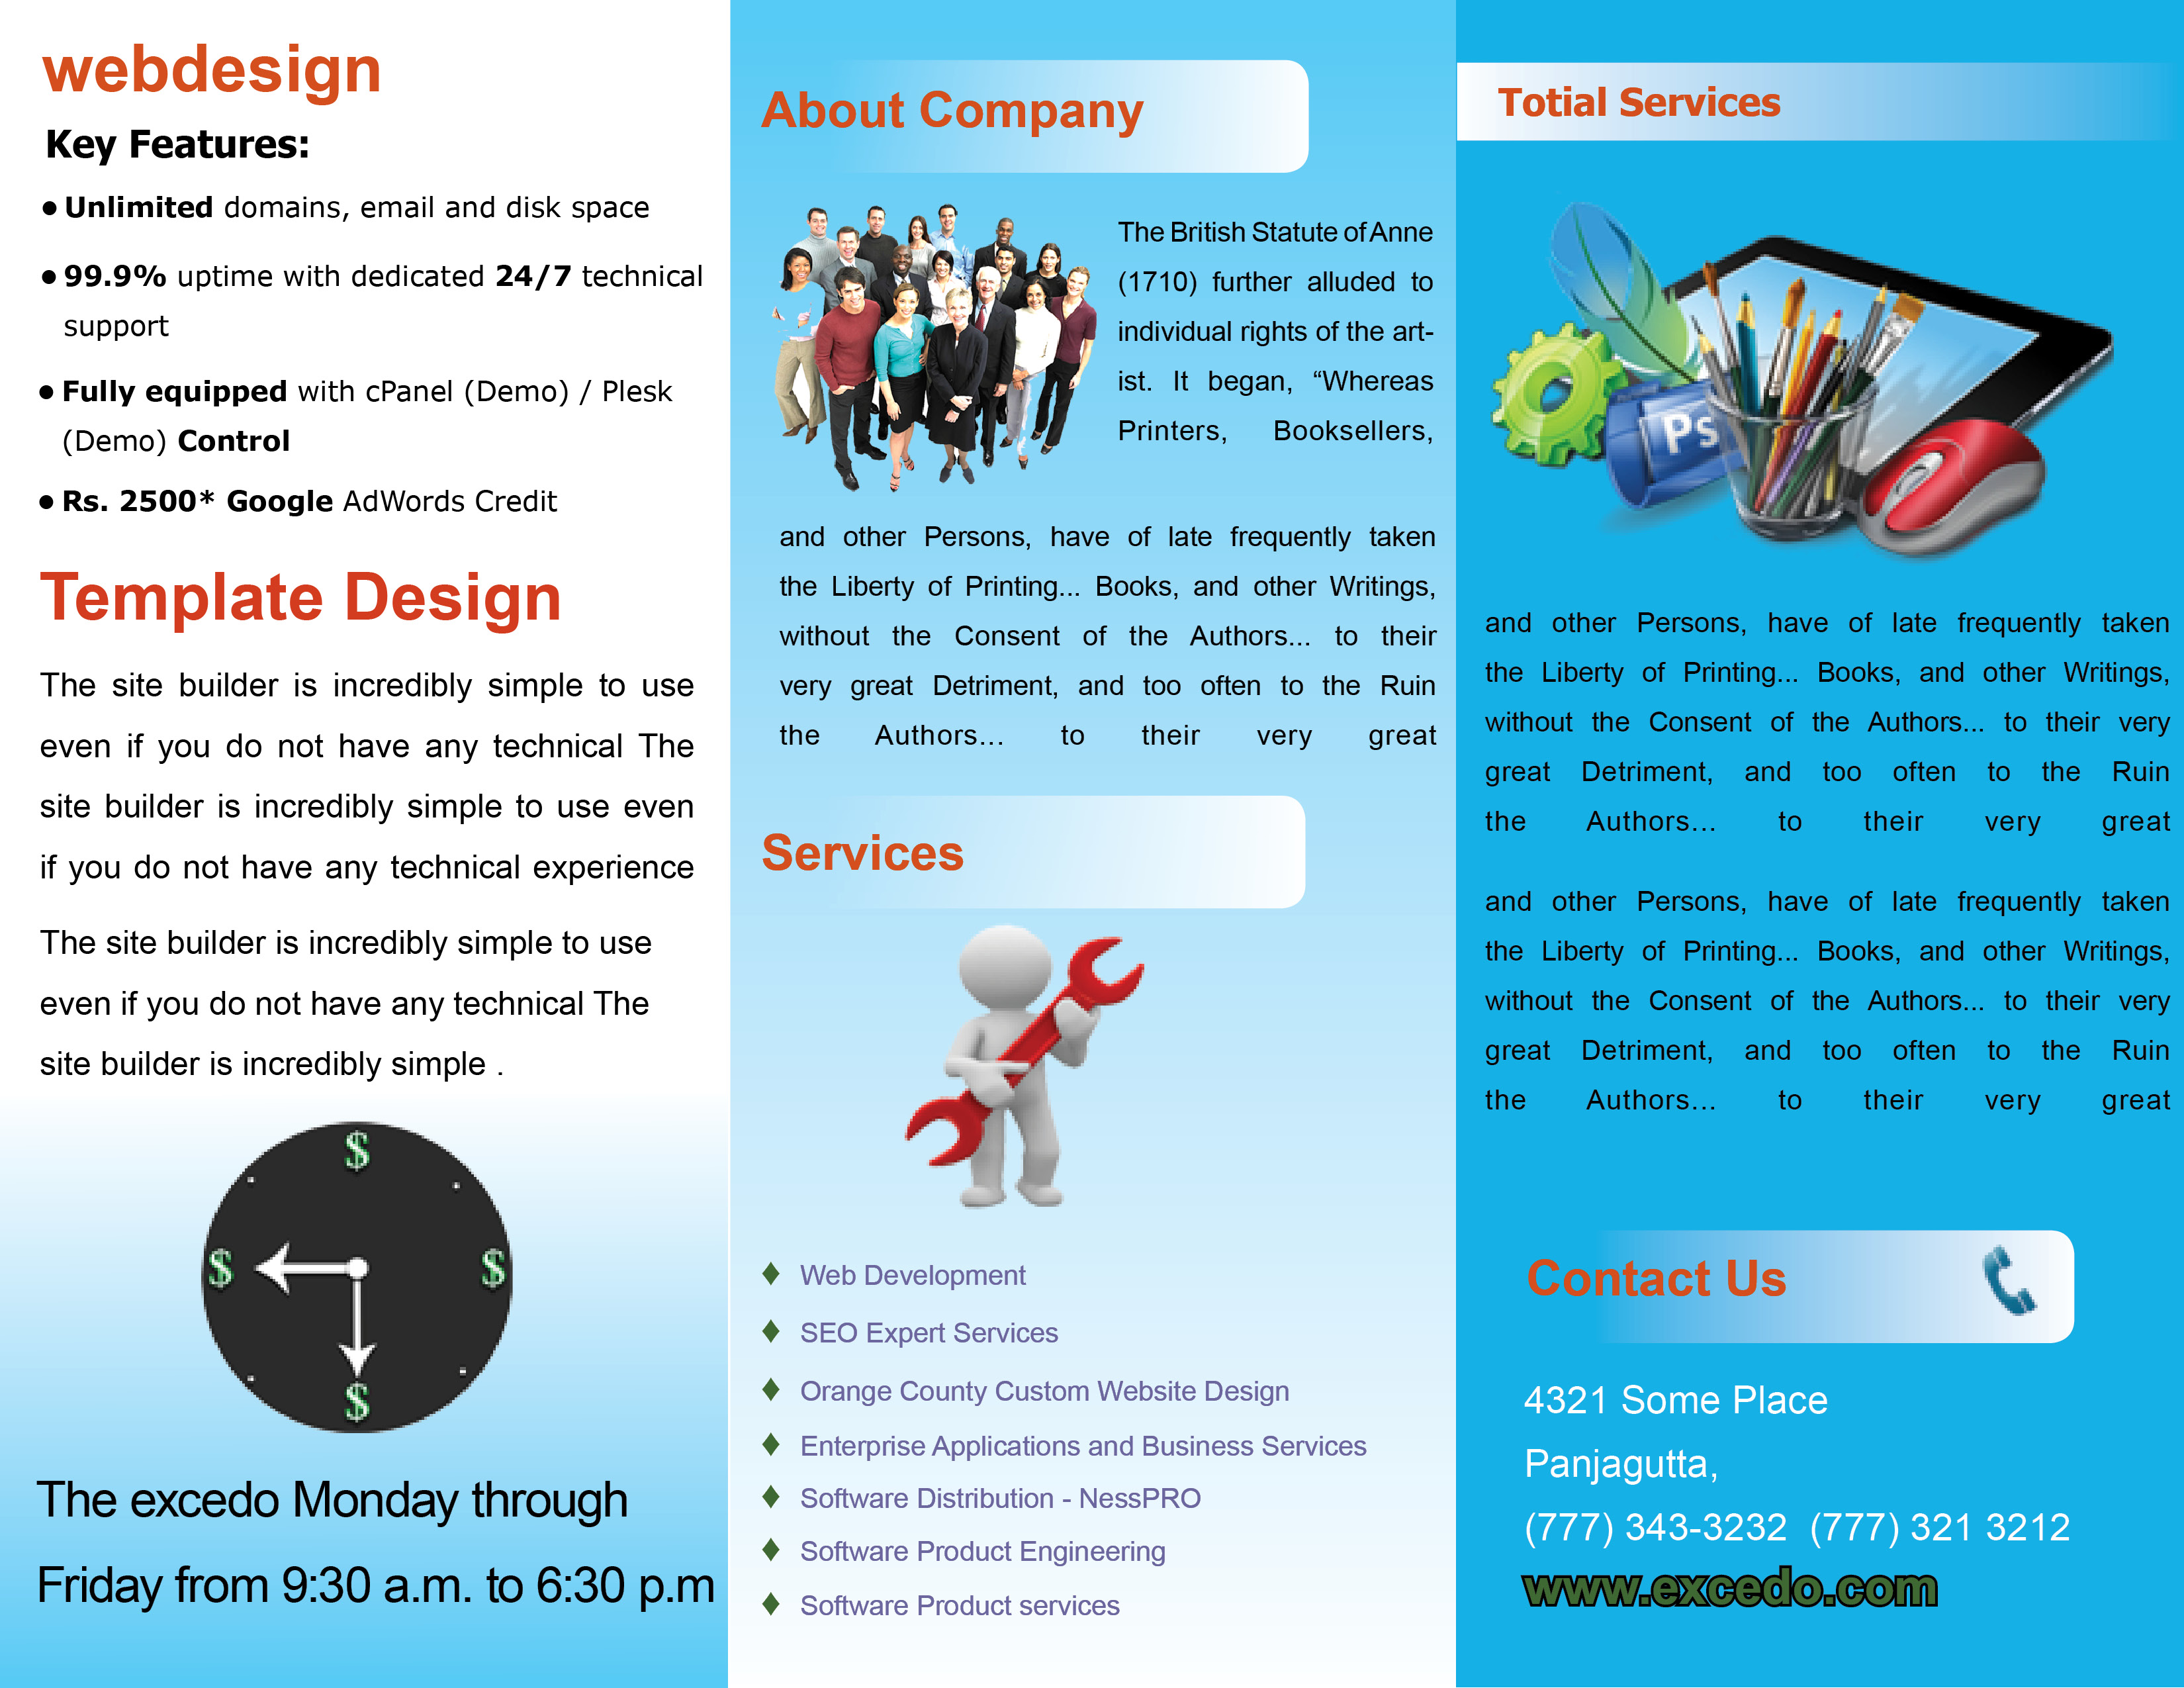 webdesign
Key Features:
• Unlimited domains, email and disk space
• 99.9% uptime with dedicated 24/7 technical
support
• Fully equipped with cPanel (Demo) / Plesk
(Demo) Control
• Rs. 2500* Google AdWords Credit
Template Design
The site builder is incredibly simple to use
even if you do not have any technical The
site builder is incredibly simple to use even
if you do not have any technical experience
The site builder is incredibly simple to use
even if you do not have any technical The
site builder is incredibly simple .
$
$ $
$
The excedo Monday through
Friday from 9:30 a.m. to 6:30 p.m
About Company
The British Statute of Anne
(1710) further alluded to
individual rights of the art-
ist. It began, “Whereas
Printers, Booksellers,
and other Persons, have of late frequently taken
the Liberty of Printing... Books, and other Writings,
without the Consent of the Authors... to their
very great Detriment, and too often to the Ruin
the Authors... to their very great
Services
♦ Web Development
♦ SEO Expert Services
♦ Orange County Custom Website Design
♦ Enterprise Applications and Business Services
♦ Software Distribution - NessPRO
♦ Software Product Engineering
♦ Software Product services
Totial Services
Ps
and other Persons, have of late frequently taken
the Liberty of Printing... Books, and other Writings,
without the Consent of the Authors... to their very
great Detriment, and too often to the Ruin
the Authors... to their very great
and other Persons, have of late frequently taken
the Liberty of Printing... Books, and other Writings,
without the Consent of the Authors... to their very
great Detriment, and too often to the Ruin
the Authors... to their very great
Contact Us
4321 Some Place
Panjagutta,
(777) 343-3232 (777) 321 3212
www.excedo.com